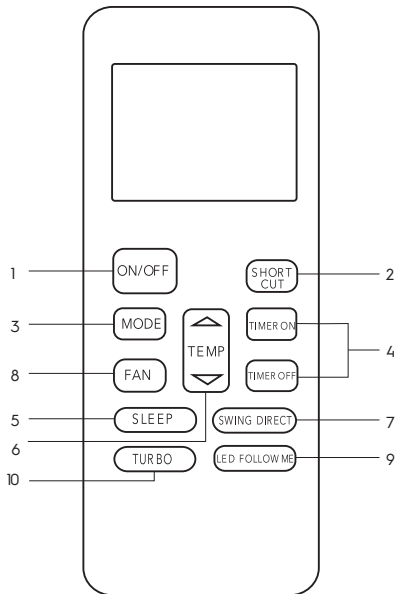 1
ON/OFF
SHORT
CUT
2
3
MODE
TEMP
TIMER ON
4
8
FAN
TIMER OFF
5
SLEEP
SWING DIRECT
7
6
10
TURBO
LED FOLLOW ME
9